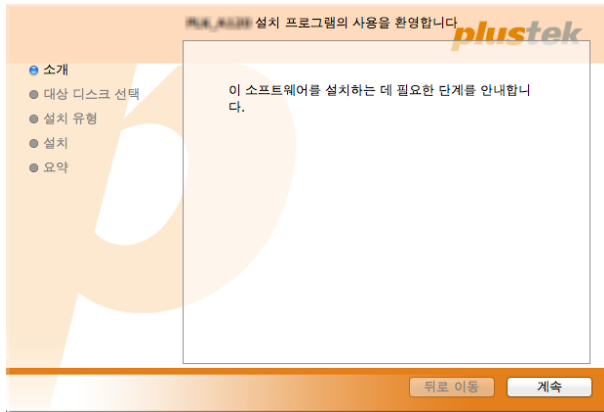 설치 프로그램의 사용을 환영합니다
plustek
소개
대상 디스크 선택
설치 유형
설치
요약
이 소프트웨어를 설치하는 데 필요한 단계를 안내합니
다.
뒤로 이동
계속